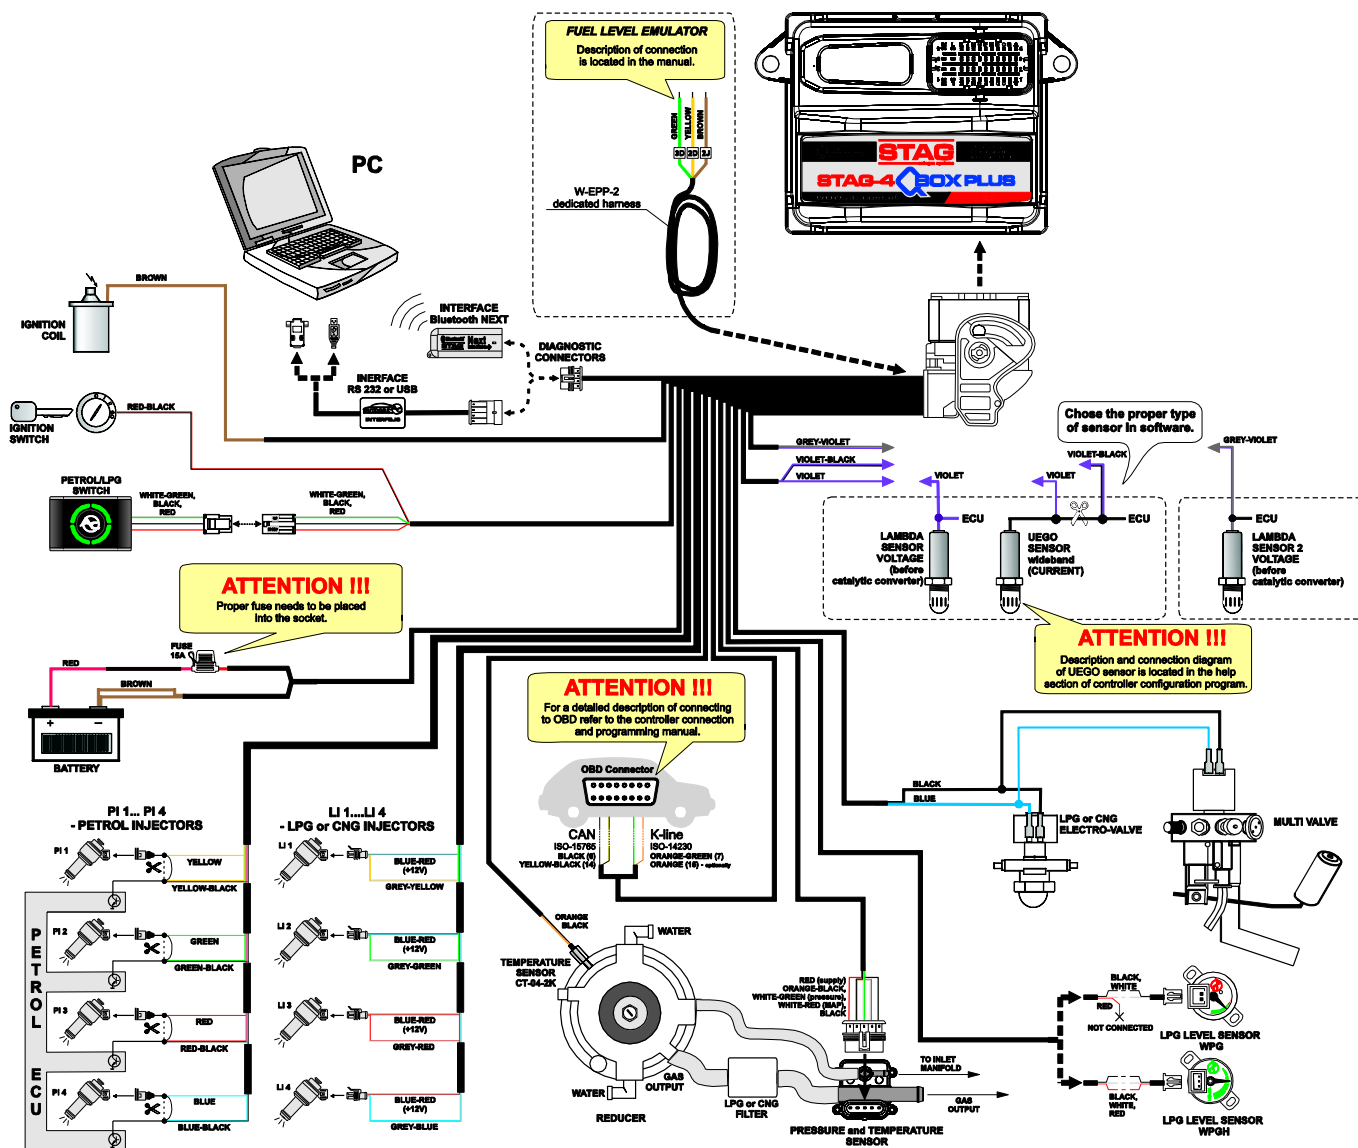 FUEL LEVEL EMULATOR
Description of connection
is located in the manual.
GREEN
YELLOW
BROWN
3D
2D
2J
W-EPP-2
dedicated harness
STAG
STAG-4 QBOX PLUS
PC
BROWN
IGNITION
COIL
INTERFACE
Bluetooth NEXT
Next
DIAGNOSTIC
CONNECTORS
INERFACE
RS 232 or USB
RED-BLACK
IGNITION
SWITCH
PETROL/LPG
SWITCH
WHITE-GREEN,
BLACK,
RED
WHITE-GREEN,
BLACK,
RED
GREY-VIOLET
VIOLET-BLACK
VIOLET
Chose the proper type
of sensor in software.
VIOLET
VIOLET
VIOLET-BLACK
GREY-VIOLET
ECU
ECU
ECU
LAMBDA
SENSOR
VOLTAGE
(before
catalytic converter)
UEGO
SENSOR
wideband
(CURRENT)
LAMBDA
SENSOR 2
VOLTAGE
(before
catalytic converter)
ATTENTION !!!
Proper fuse needs to be placed
into the socket.
FUSE
15A
RED
BROWN
+
−
BATTERY
ATTENTION !!!
For a detailed description of connecting
to OBD refer to the controller connection
and programming manual.
ATTENTION !!!
Description and connection diagram
of UEGO sensor is located in the help
section of controller configuration program.
OBD Connector
CAN
ISO-15765
BLACK (6)
YELLOW-BLACK (14)
K-line
ISO-14230
ORANGE-GREEN (7)
ORANGE (15) - optionally
BLACK
BLUE
LPG or CNG
ELECTRO-VALVE
MULTI VALVE
PI 1... PI 4
- PETROL INJECTORS
LI 1....LI 4
- LPG or CNG INJECTORS
PI 1
YELLOW
YELLOW-BLACK
PI 2
GREEN
GREEN-BLACK
PI 3
RED
RED-BLACK
PI 4
BLUE
BLUE-BLACK
PETROL ECU
LI 1
BLUE-RED
(+12V)
GREY-YELLOW
LI 2
BLUE-RED
(+12V)
GREY-GREEN
LI 3
BLUE-RED
(+12V)
GREY-RED
LI 4
BLUE-RED
(+12V)
GREY-BLUE
ORANGE
BLACK
TEMPERATURE
SENSOR
CT-04-2K
WATER
WATER
REDUCER
GAS
OUTPUT
LPG or CNG
FILTER
RED (supply)
ORANGE-BLACK,
WHITE-GREEN (pressure),
WHITE-RED (MAP),
BLACK
TO INLET
MANIFOLD
GAS
OUTPUT
PRESSURE and TEMPERATURE
SENSOR
BLACK,
WHITE
RED
NOT CONNECTED
LPG LEVEL SENSOR
WPG
BLACK,
WHITE,
RED
LPG LEVEL SENSOR
WPGH